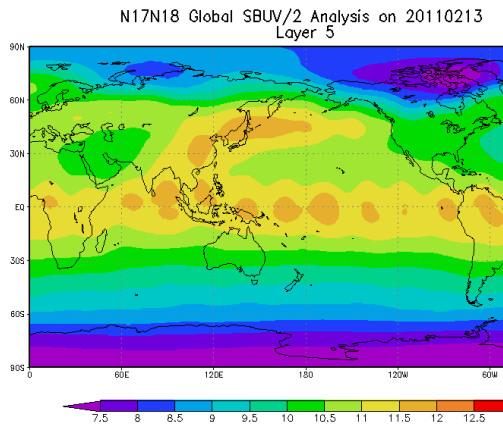 N17N18 Global SBUV/2 Analysis on 20110213
Layer 5
90N
60N
30N
EQ
30S
60S
90S
0 60E 120E 180 120W 60W
7.5 8 8.5 9 9.5 10 10.5 11 11.5 12 12.5